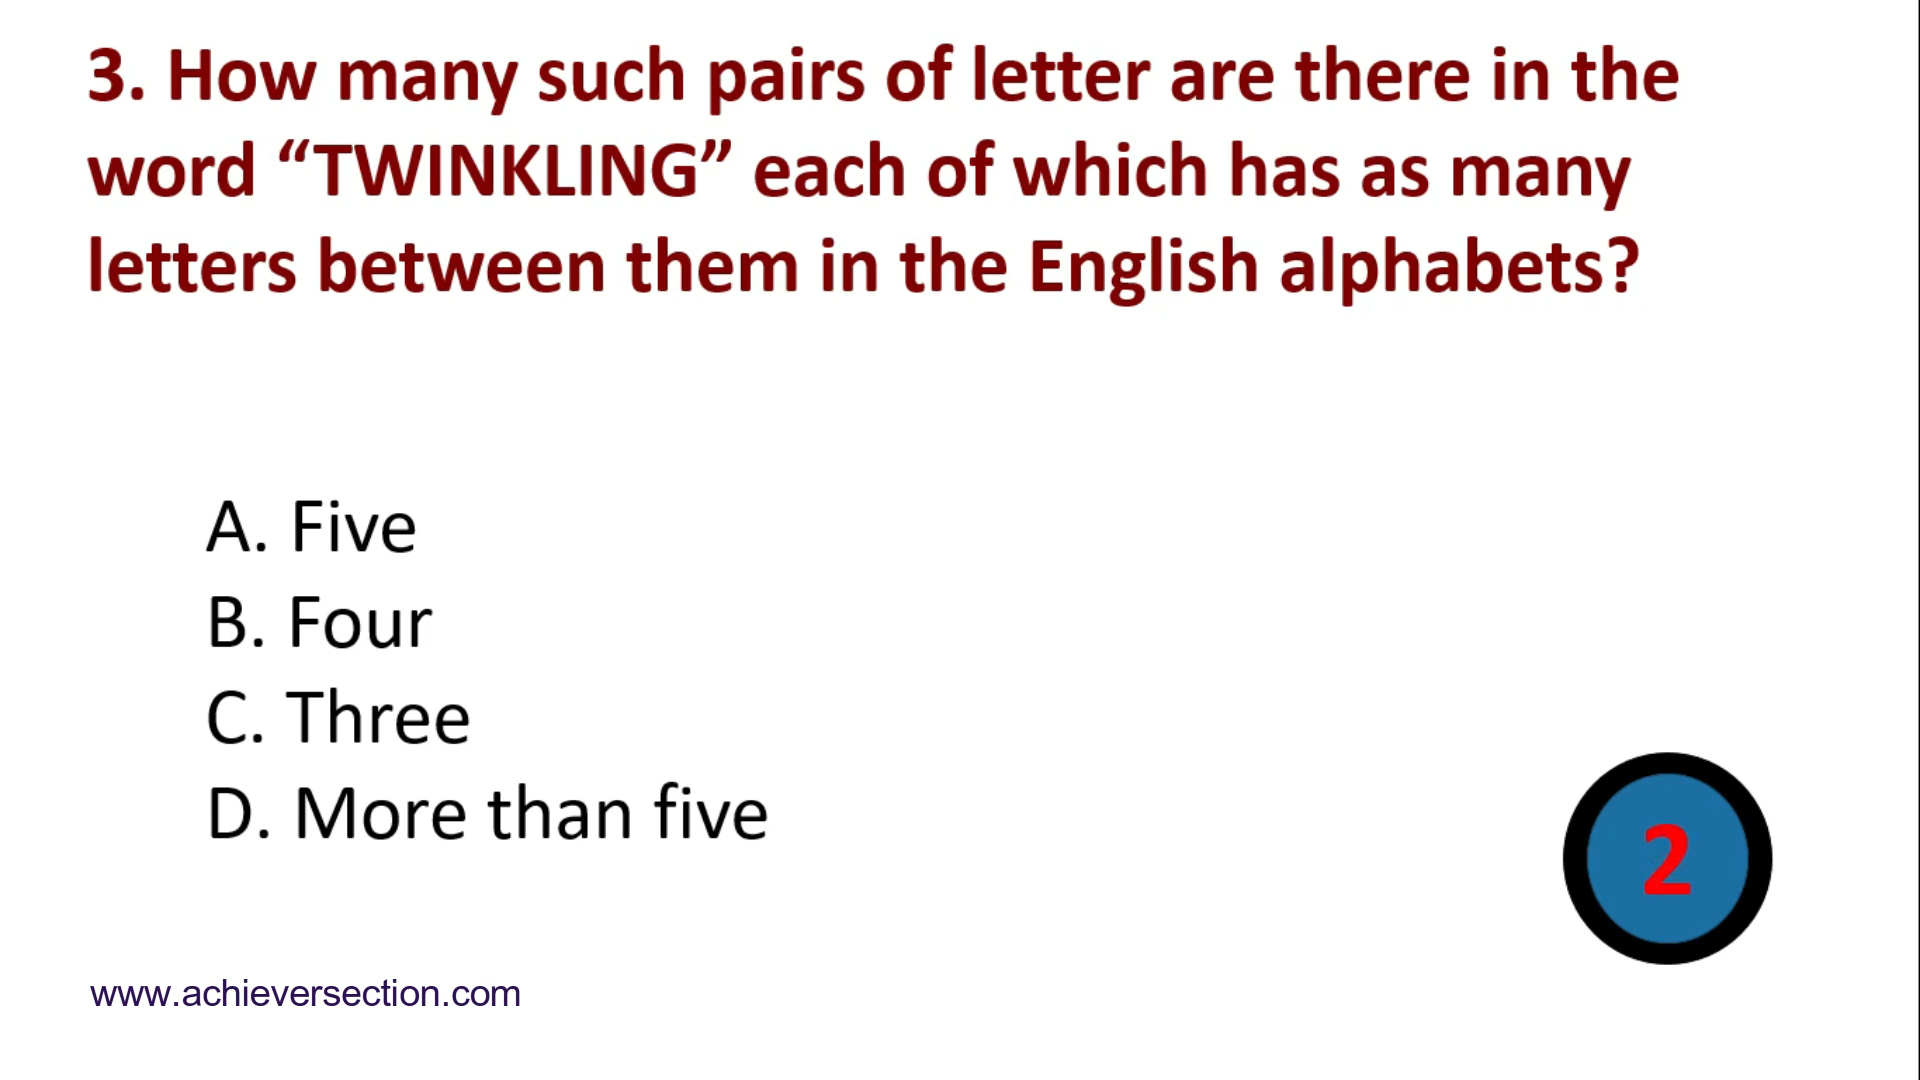 3. How many such pairs of letter are there in the
word “TWINKLING” each of which has as many
letters between them in the English alphabets?
A. Five
B. Four
C. Three
D. More than five
2
www.achieversection.com